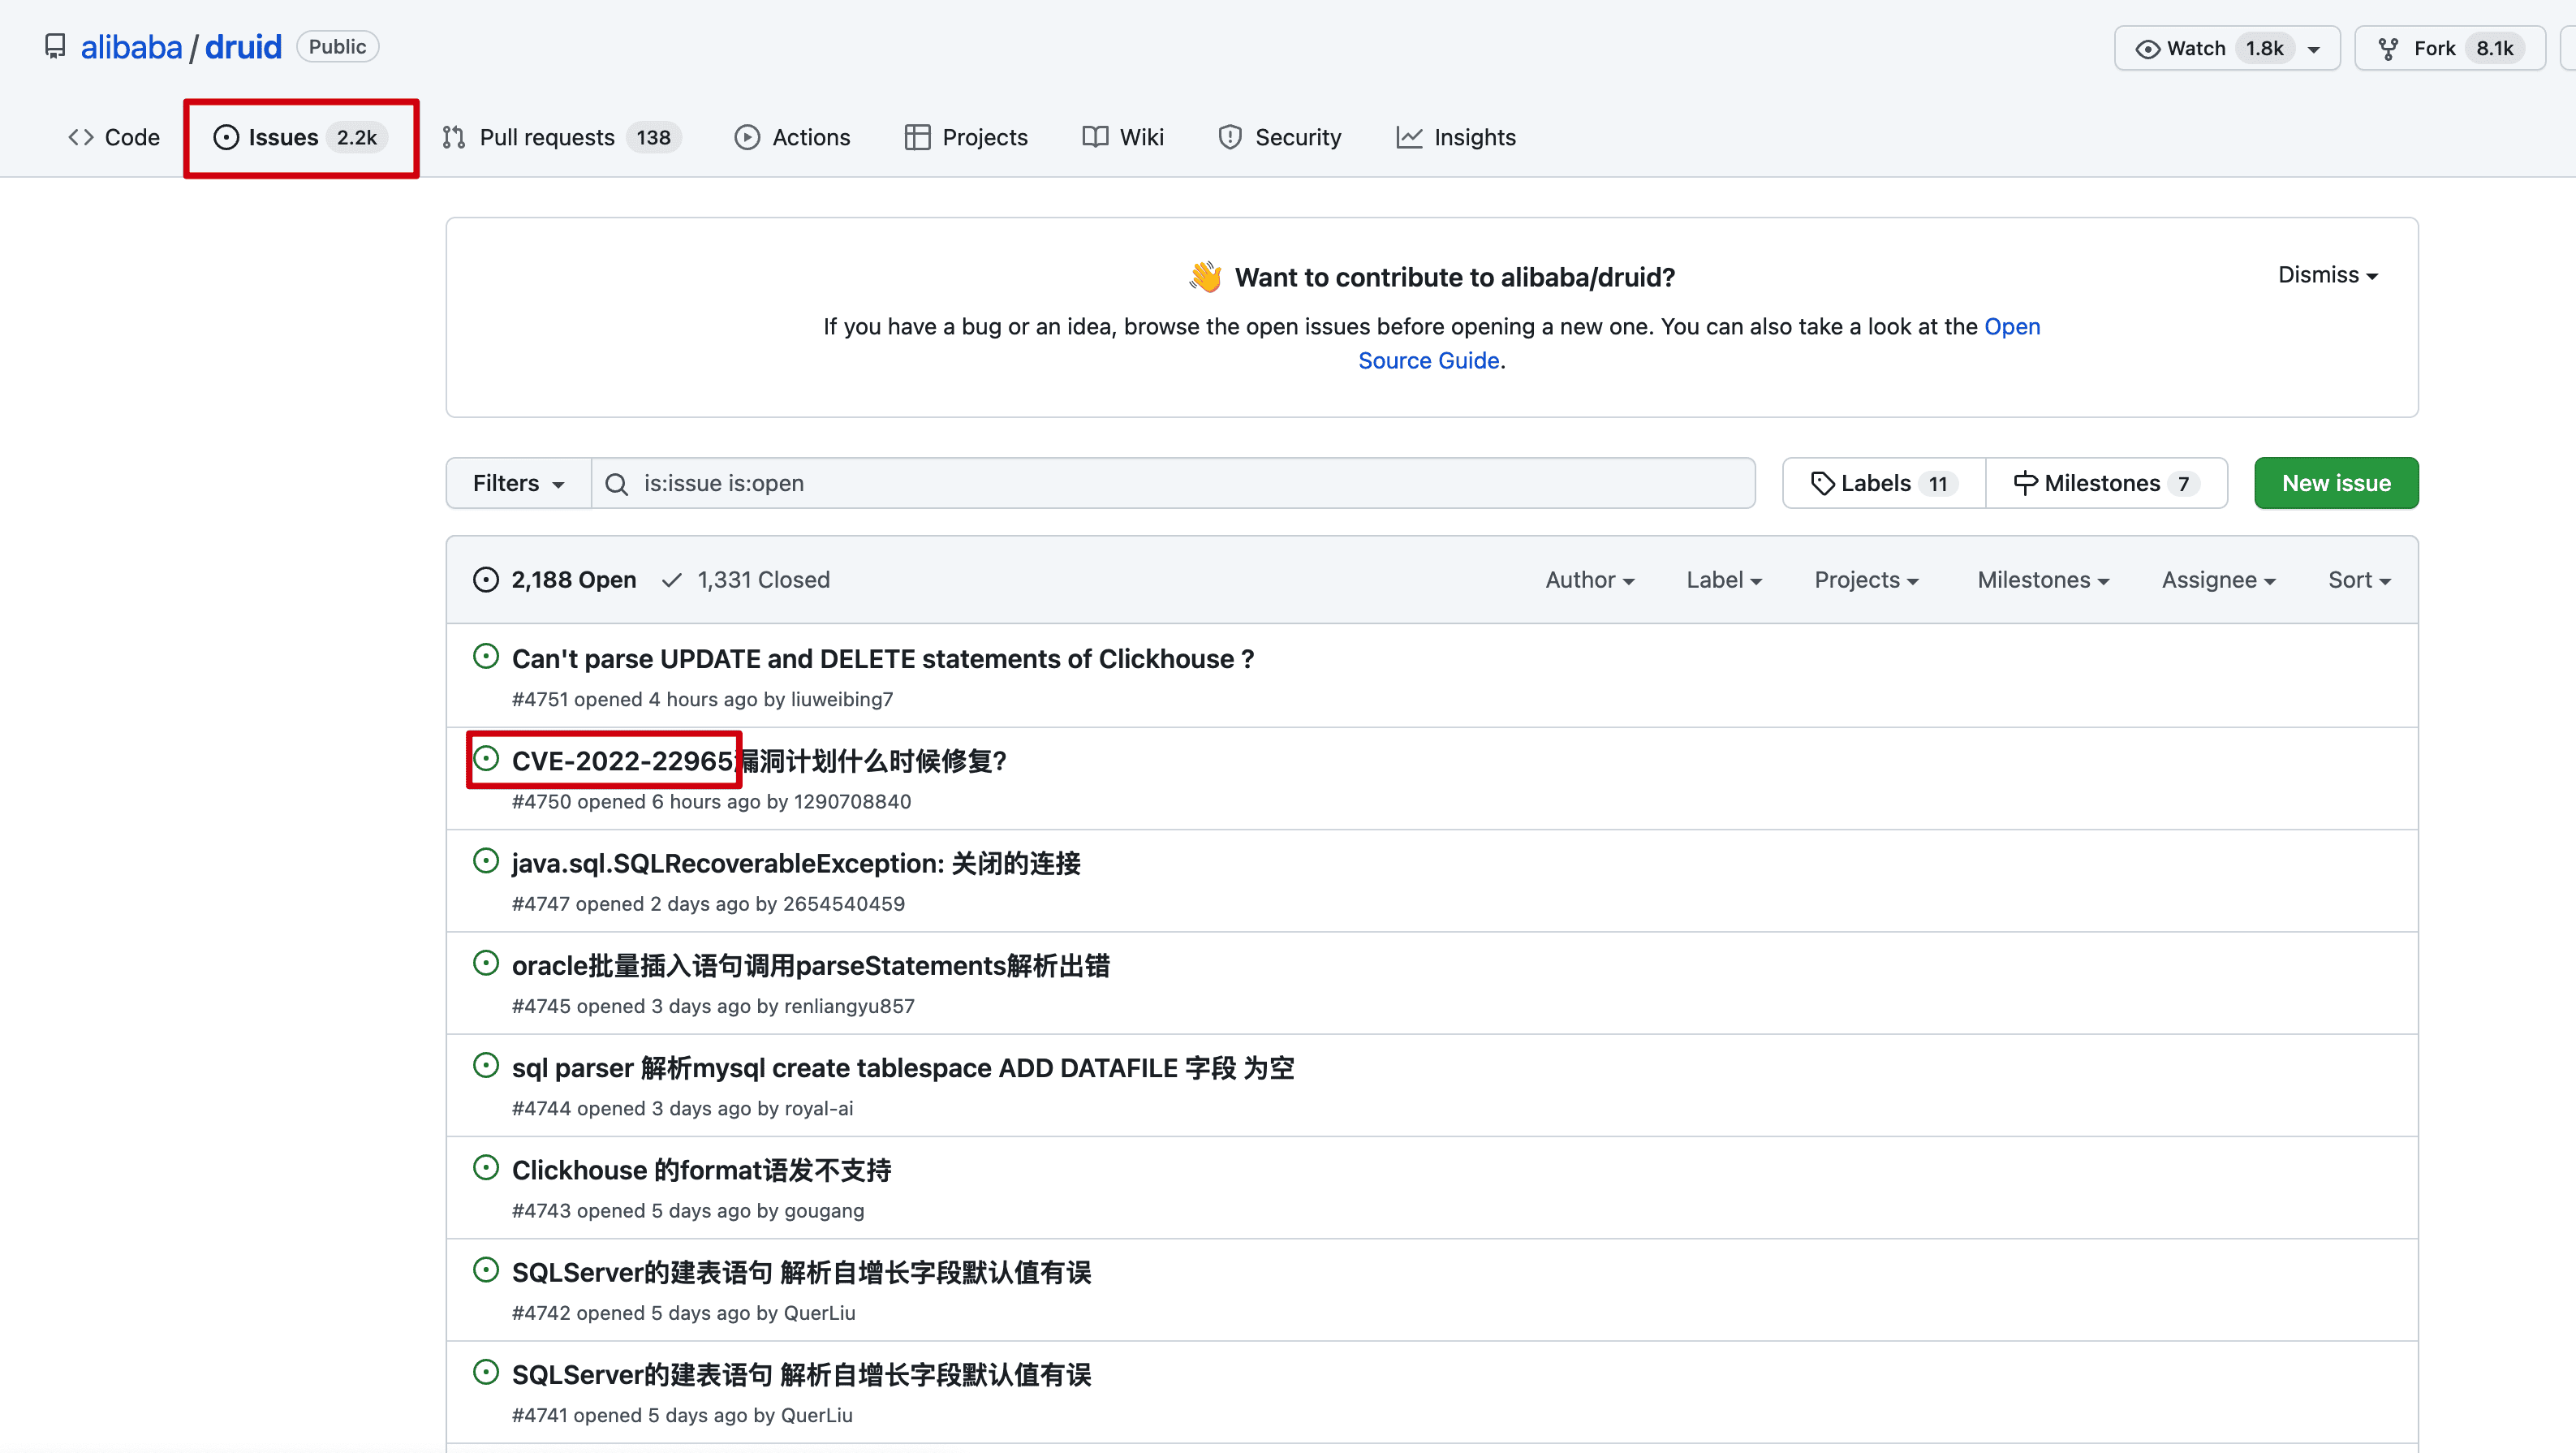 alibaba / druid Public
Watch 1.8k
Fork 8.1k
Code
Issues 2.2k
Pull requests 138
Actions
Projects
Wiki
Security
Insights
👋 Want to contribute to alibaba/druid?
Dismiss
If you have a bug or an idea, browse the open issues before opening a new one. You can also take a look at the Open
Source Guide.
Filters
is:issue is:open
Labels 11
Milestones 7
New issue
2,188 Open
1,331 Closed
Author
Label
Projects
Milestones
Assignee
Sort
Can't parse UPDATE and DELETE statements of Clickhouse ?
#4751 opened 4 hours ago by liuweibing7
CVE-2022-22965漏洞计划什么时候修复?
#4750 opened 6 hours ago by 1290708840
java.sql.SQLRecoverableException: 关闭的连接
#4747 opened 2 days ago by 2654540459
oracle批量插入语句调用parseStatements解析出错
#4745 opened 3 days ago by renliangyu857
sql parser 解析mysql create tablespace ADD DATAFILE 字段 为空
#4744 opened 3 days ago by royal-ai
Clickhouse 的format语发不支持
#4743 opened 5 days ago by gougang
SQLServer的建表语句 解析自增长字段默认值有误
#4742 opened 5 days ago by QuerLiu
SQLServer的建表语句 解析自增长字段默认值有误
#4741 opened 5 days ago by QuerLiu